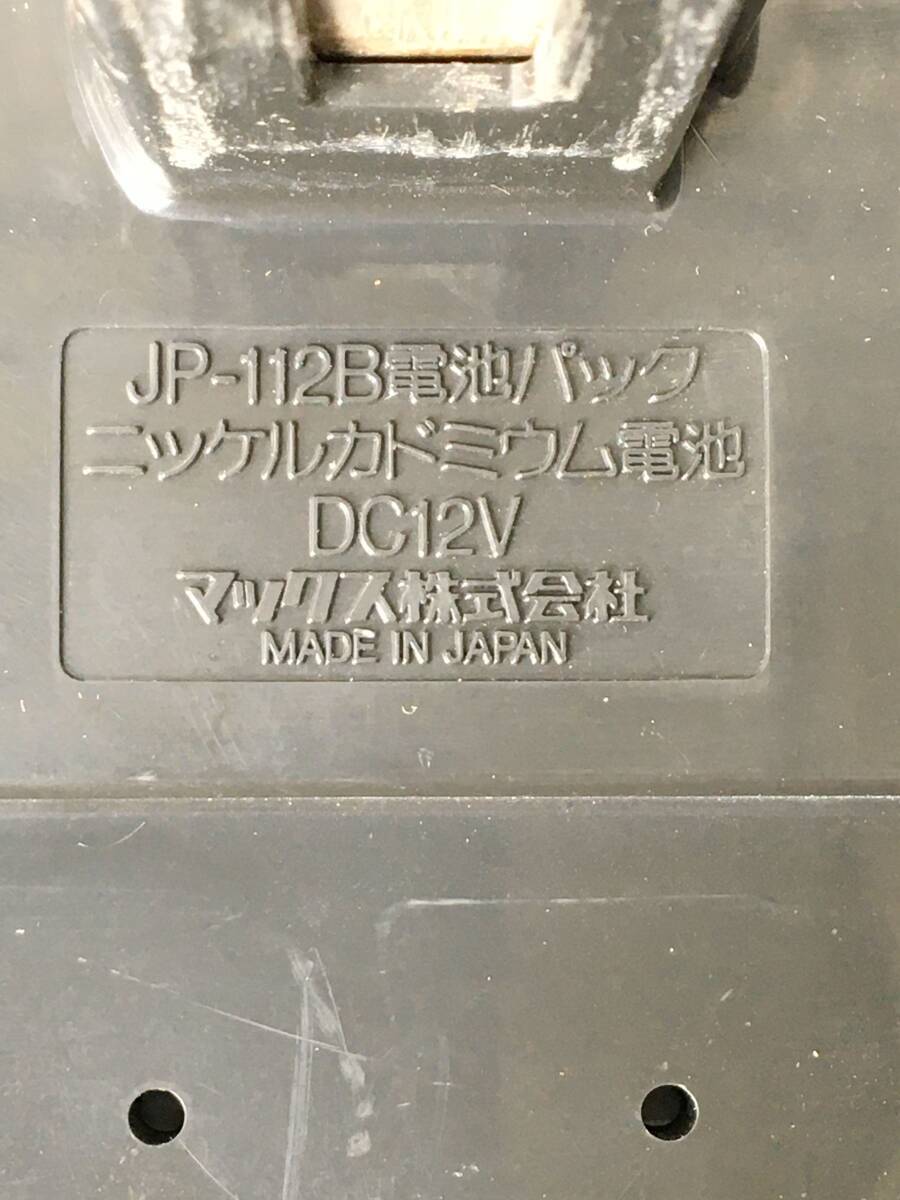 JP-112B電池パック
ニッケルカドミウム電池
DC12V
マックス株式会社
MADE IN JAPAN